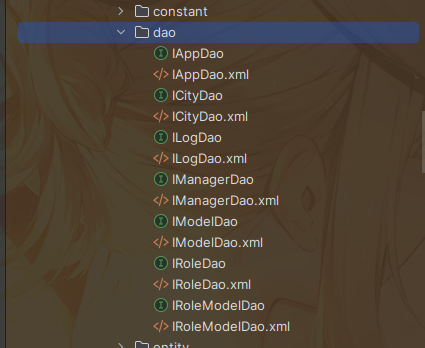 constant
dao
IAppDao
IAppDao.xml
ICityDao
ICityDao.xml
ILogDao
ILogDao.xml
IManagerDao
IManagerDao.xml
IModelDao
IModelDao.xml
IRoleDao
IRoleDao.xml
IRoleModelDao
IRoleModelDao.xml
entity